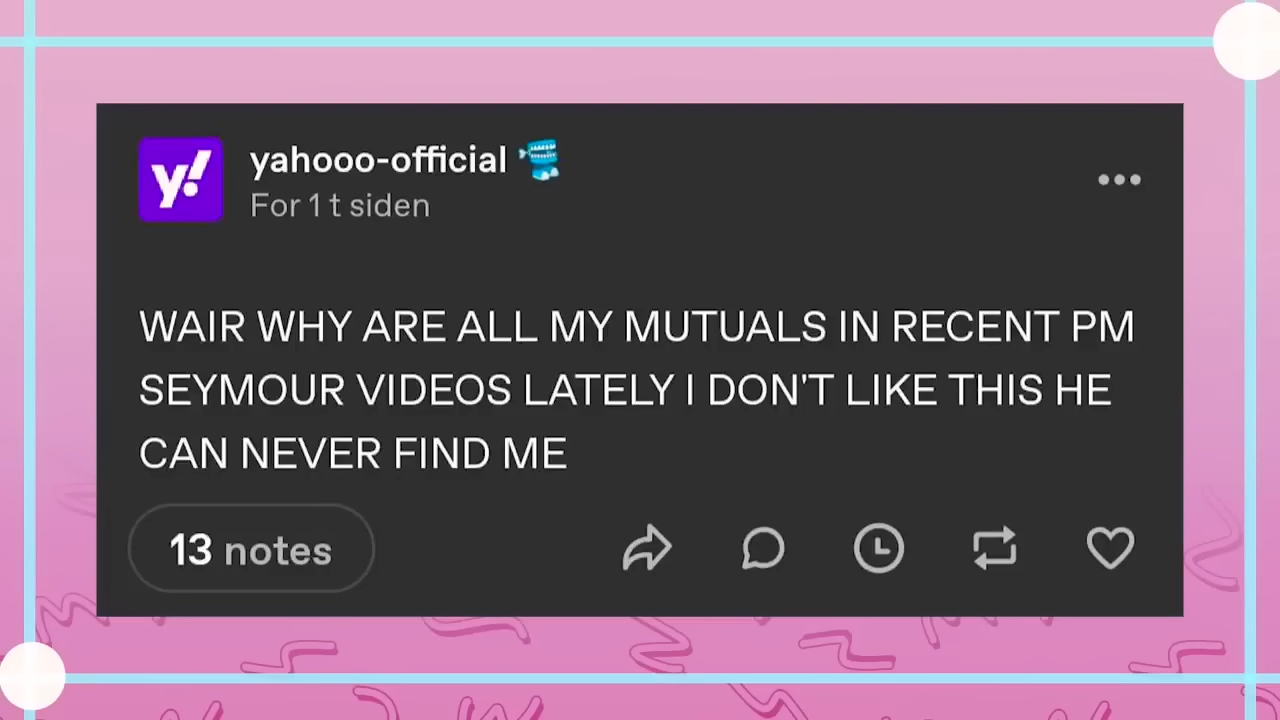 y!
yahooo-official
For 1 t siden
WAIR WHY ARE ALL MY MUTUALS IN RECENT PM
SEYMOUR VIDEOS LATELY I DON'T LIKE THIS HE
CAN NEVER FIND ME
13 notes